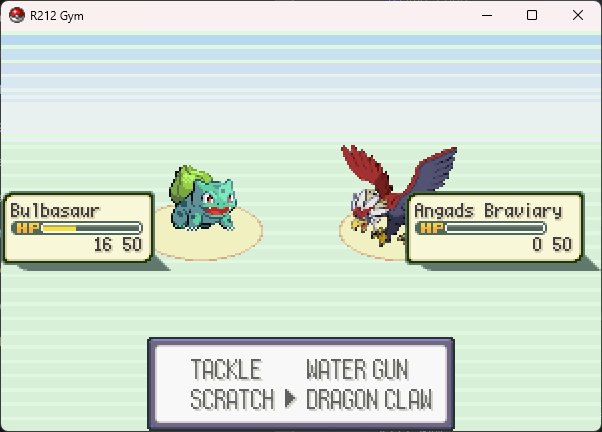 R212 Gym
Bulbasaur
HP
16 50
Angads Braviary
HP
0 50
TACKLE WATER GUN
SCRATCH DRAGON CLAW